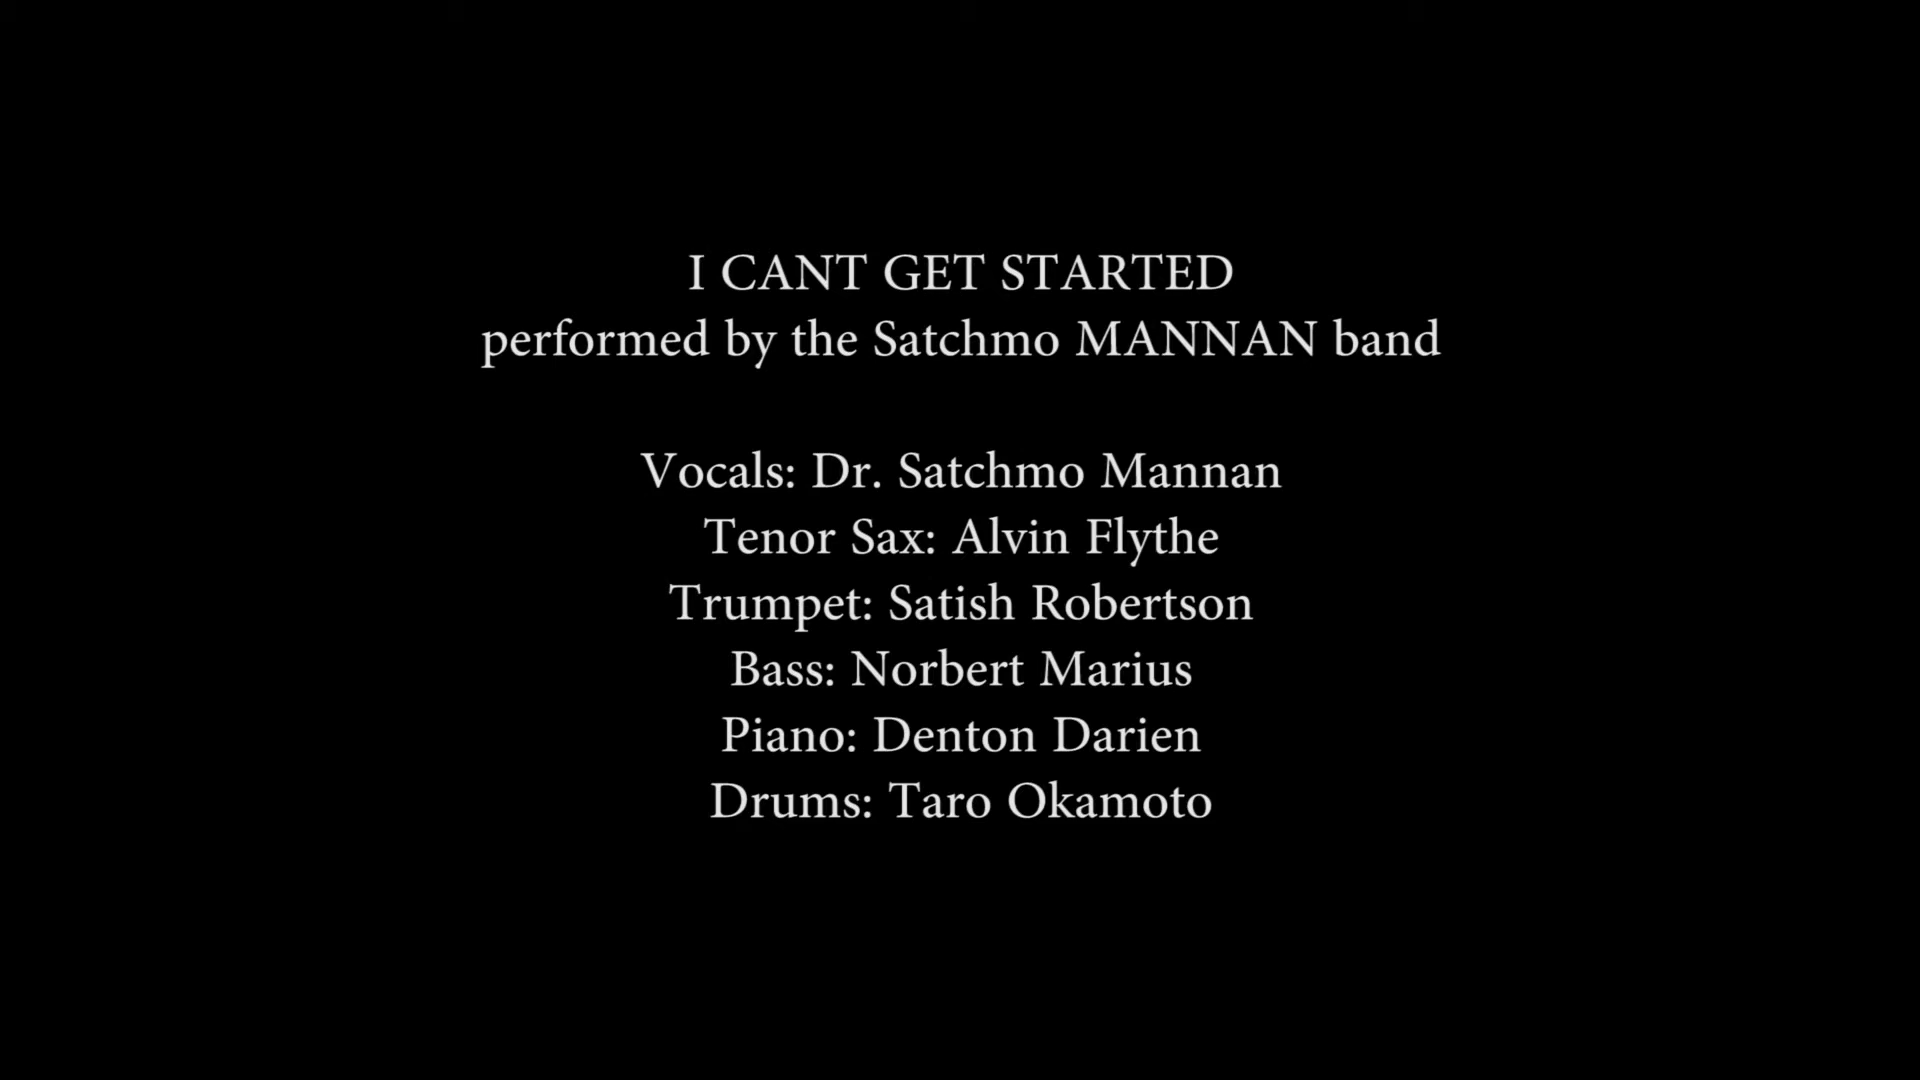 I CANT GET STARTED
performed by the Satchmo MANNAN band
Vocals: Dr. Satchmo Mannan
Tenor Sax: Alvin Flythe
Trumpet: Satish Robertson
Bass: Norbert Marius
Piano: Denton Darien
Drums: Taro Okamoto